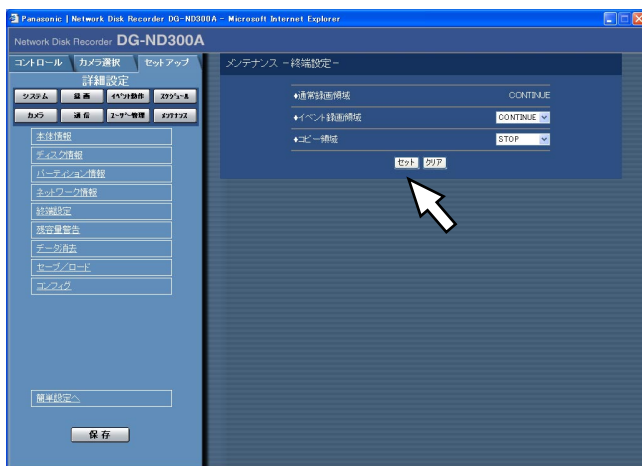 Panasonic | Network Disk Recorder DG-ND300A - Microsoft Internet Explorer
Network Disk Recorder DG-ND300A
コントロール カメラ選択 セットアップ
詳細設定
システム 録画 イベント動作 スケジュール
カメラ 通信 ユーザー管理 メンテナンス
本体情報
ディスク情報
パーティション情報
ネットワーク情報
終端設定
残容量警告
データ消去
セーブ/ロード
コンフィグ
簡単設定へ
保存
メンテナンス －終端設定－
♦通常録画領域 CONTINUE
♦イベント録画領域 CONTINUE
♦コピー領域 STOP
セット クリア